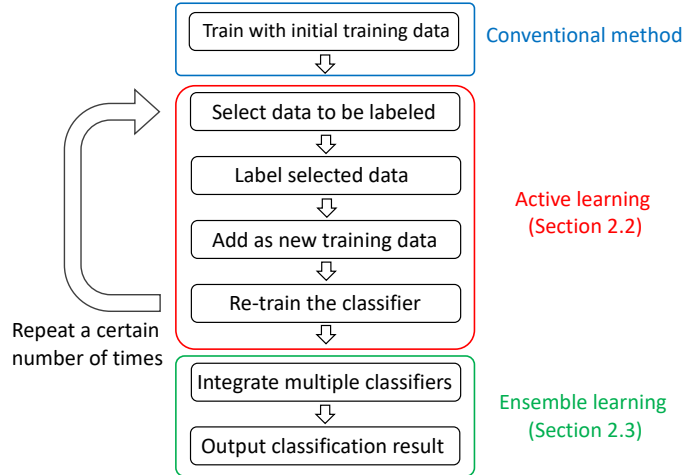 Train with initial training data
Conventional method
Select data to be labeled
Label selected data
Active learning
(Section 2.2)
Add as new training data
Re-train the classifier
Repeat a certain
number of times
Integrate multiple classifiers
Ensemble learning
(Section 2.3)
Output classification result